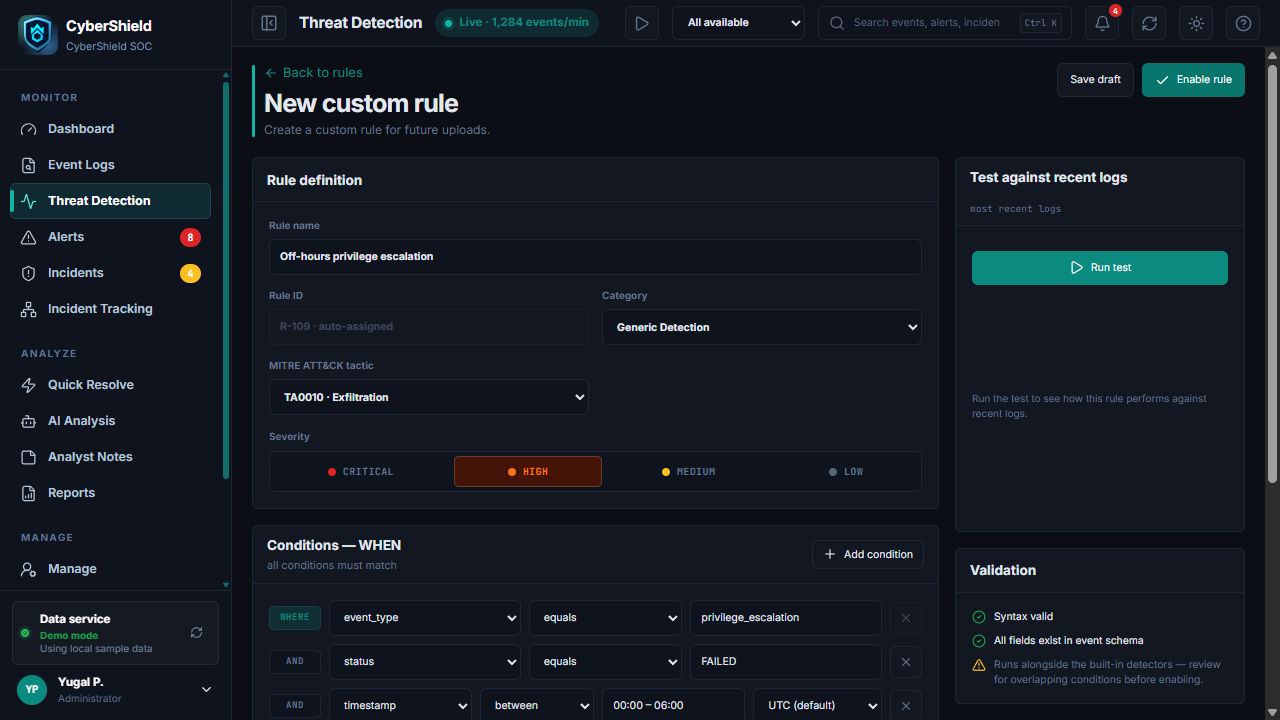 CyberShield
CyberShield SOC
MONITOR
Dashboard
Event Logs
Threat Detection
Alerts 8
Incidents 4
Incident Tracking
ANALYZE
Quick Resolve
AI Analysis
Analyst Notes
Reports
MANAGE
Manage
Data service
Demo mode
Using local sample data
YP
Yugal P.
Administrator
Threat Detection
Live · 1,284 events/min
All available
Search events, alerts, inciden
Ctrl K
4
← Back to rules
New custom rule
Create a custom rule for future uploads.
Save draft
Enable rule
Rule definition
Rule name
Off-hours privilege escalation
Rule ID
Category
R-109 · auto-assigned
Generic Detection
MITRE ATT&CK tactic
TA0010 · Exfiltration
Severity
CRITICAL HIGH MEDIUM LOW
Conditions — WHEN
all conditions must match
Add condition
WHERE event_type equals privilege_escalation
AND status equals FAILED
AND timestamp between 00:00 – 06:00 UTC (default)
Test against recent logs
most recent logs
Run test
Run the test to see how this rule performs against
recent logs.
Validation
Syntax valid
All fields exist in event schema
Runs alongside the built-in detectors — review
for overlapping conditions before enabling.